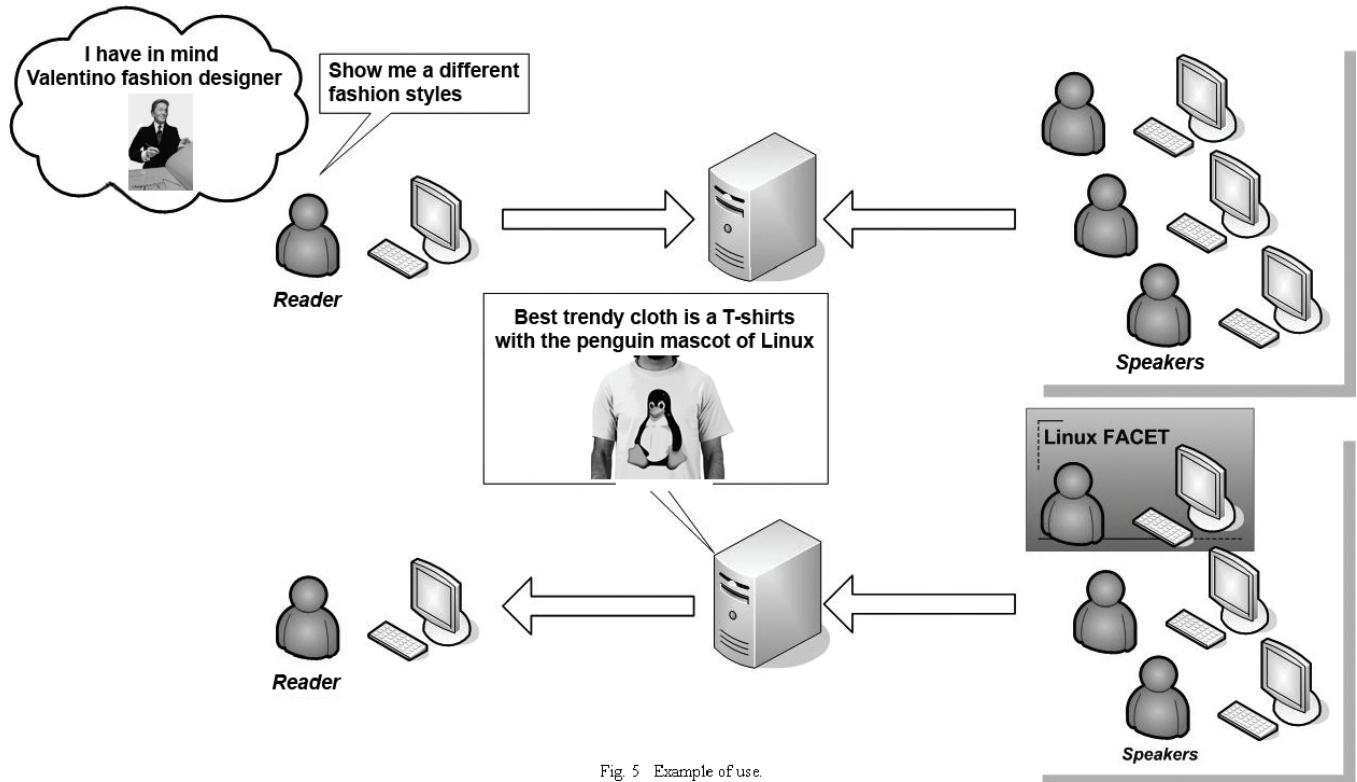 I have in mind
Valentino fashion designer
Show me a different
fashion styles
Reader
Speakers
Best trendy cloth is a T-shirts
with the penguin mascot of Linux
Linux FACET
Reader
Speakers
Fig. 5 Example of use.